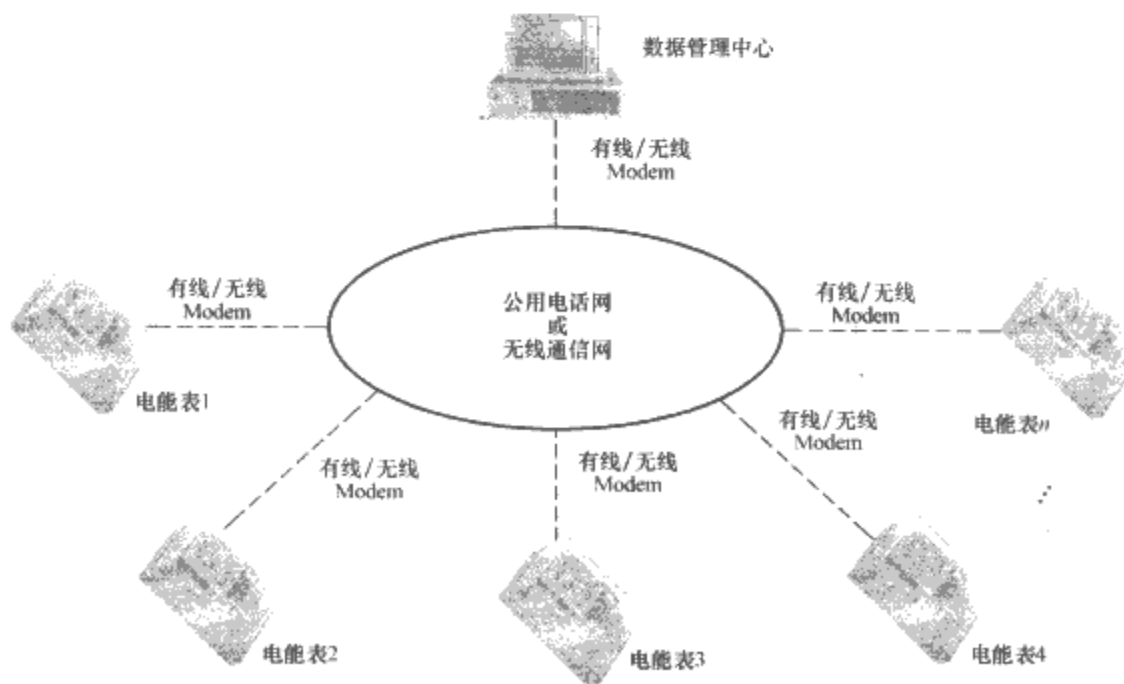 数据管理中心
有线/无线
Modem
公用电话网
或
无线通信网
有线/无线
Modem
电能表1
有线/无线
Modem
电能表n
有线/无线
Modem
电能表2
有线/无线
Modem
电能表3
有线/无线
Modem
电能表4